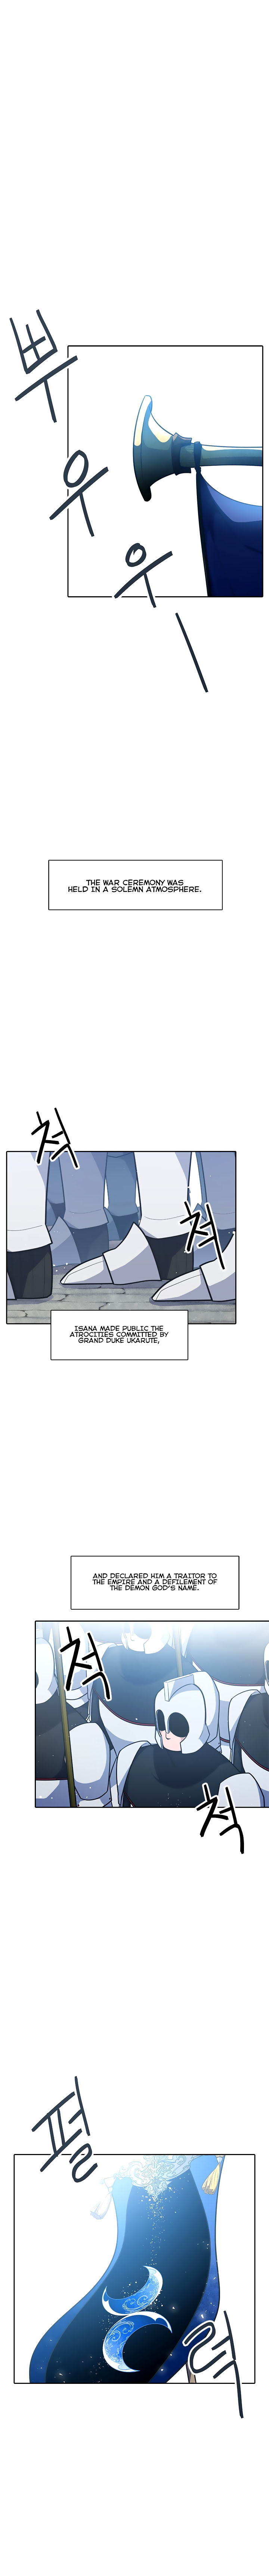 뿌
우
우
THE WAR CEREMONY WAS
HELD IN A SOLEMN ATMOSPHERE.
척
척
ISANA MADE PUBLIC THE
ATROCITIES COMMITTED BY
GRAND DUKE UKARUTE,
AND DECLARED HIM A TRAITOR TO
THE EMPIRE AND A DEFILEMENT OF
THE DEMON GOD'S NAME.
척
척
펄
럭